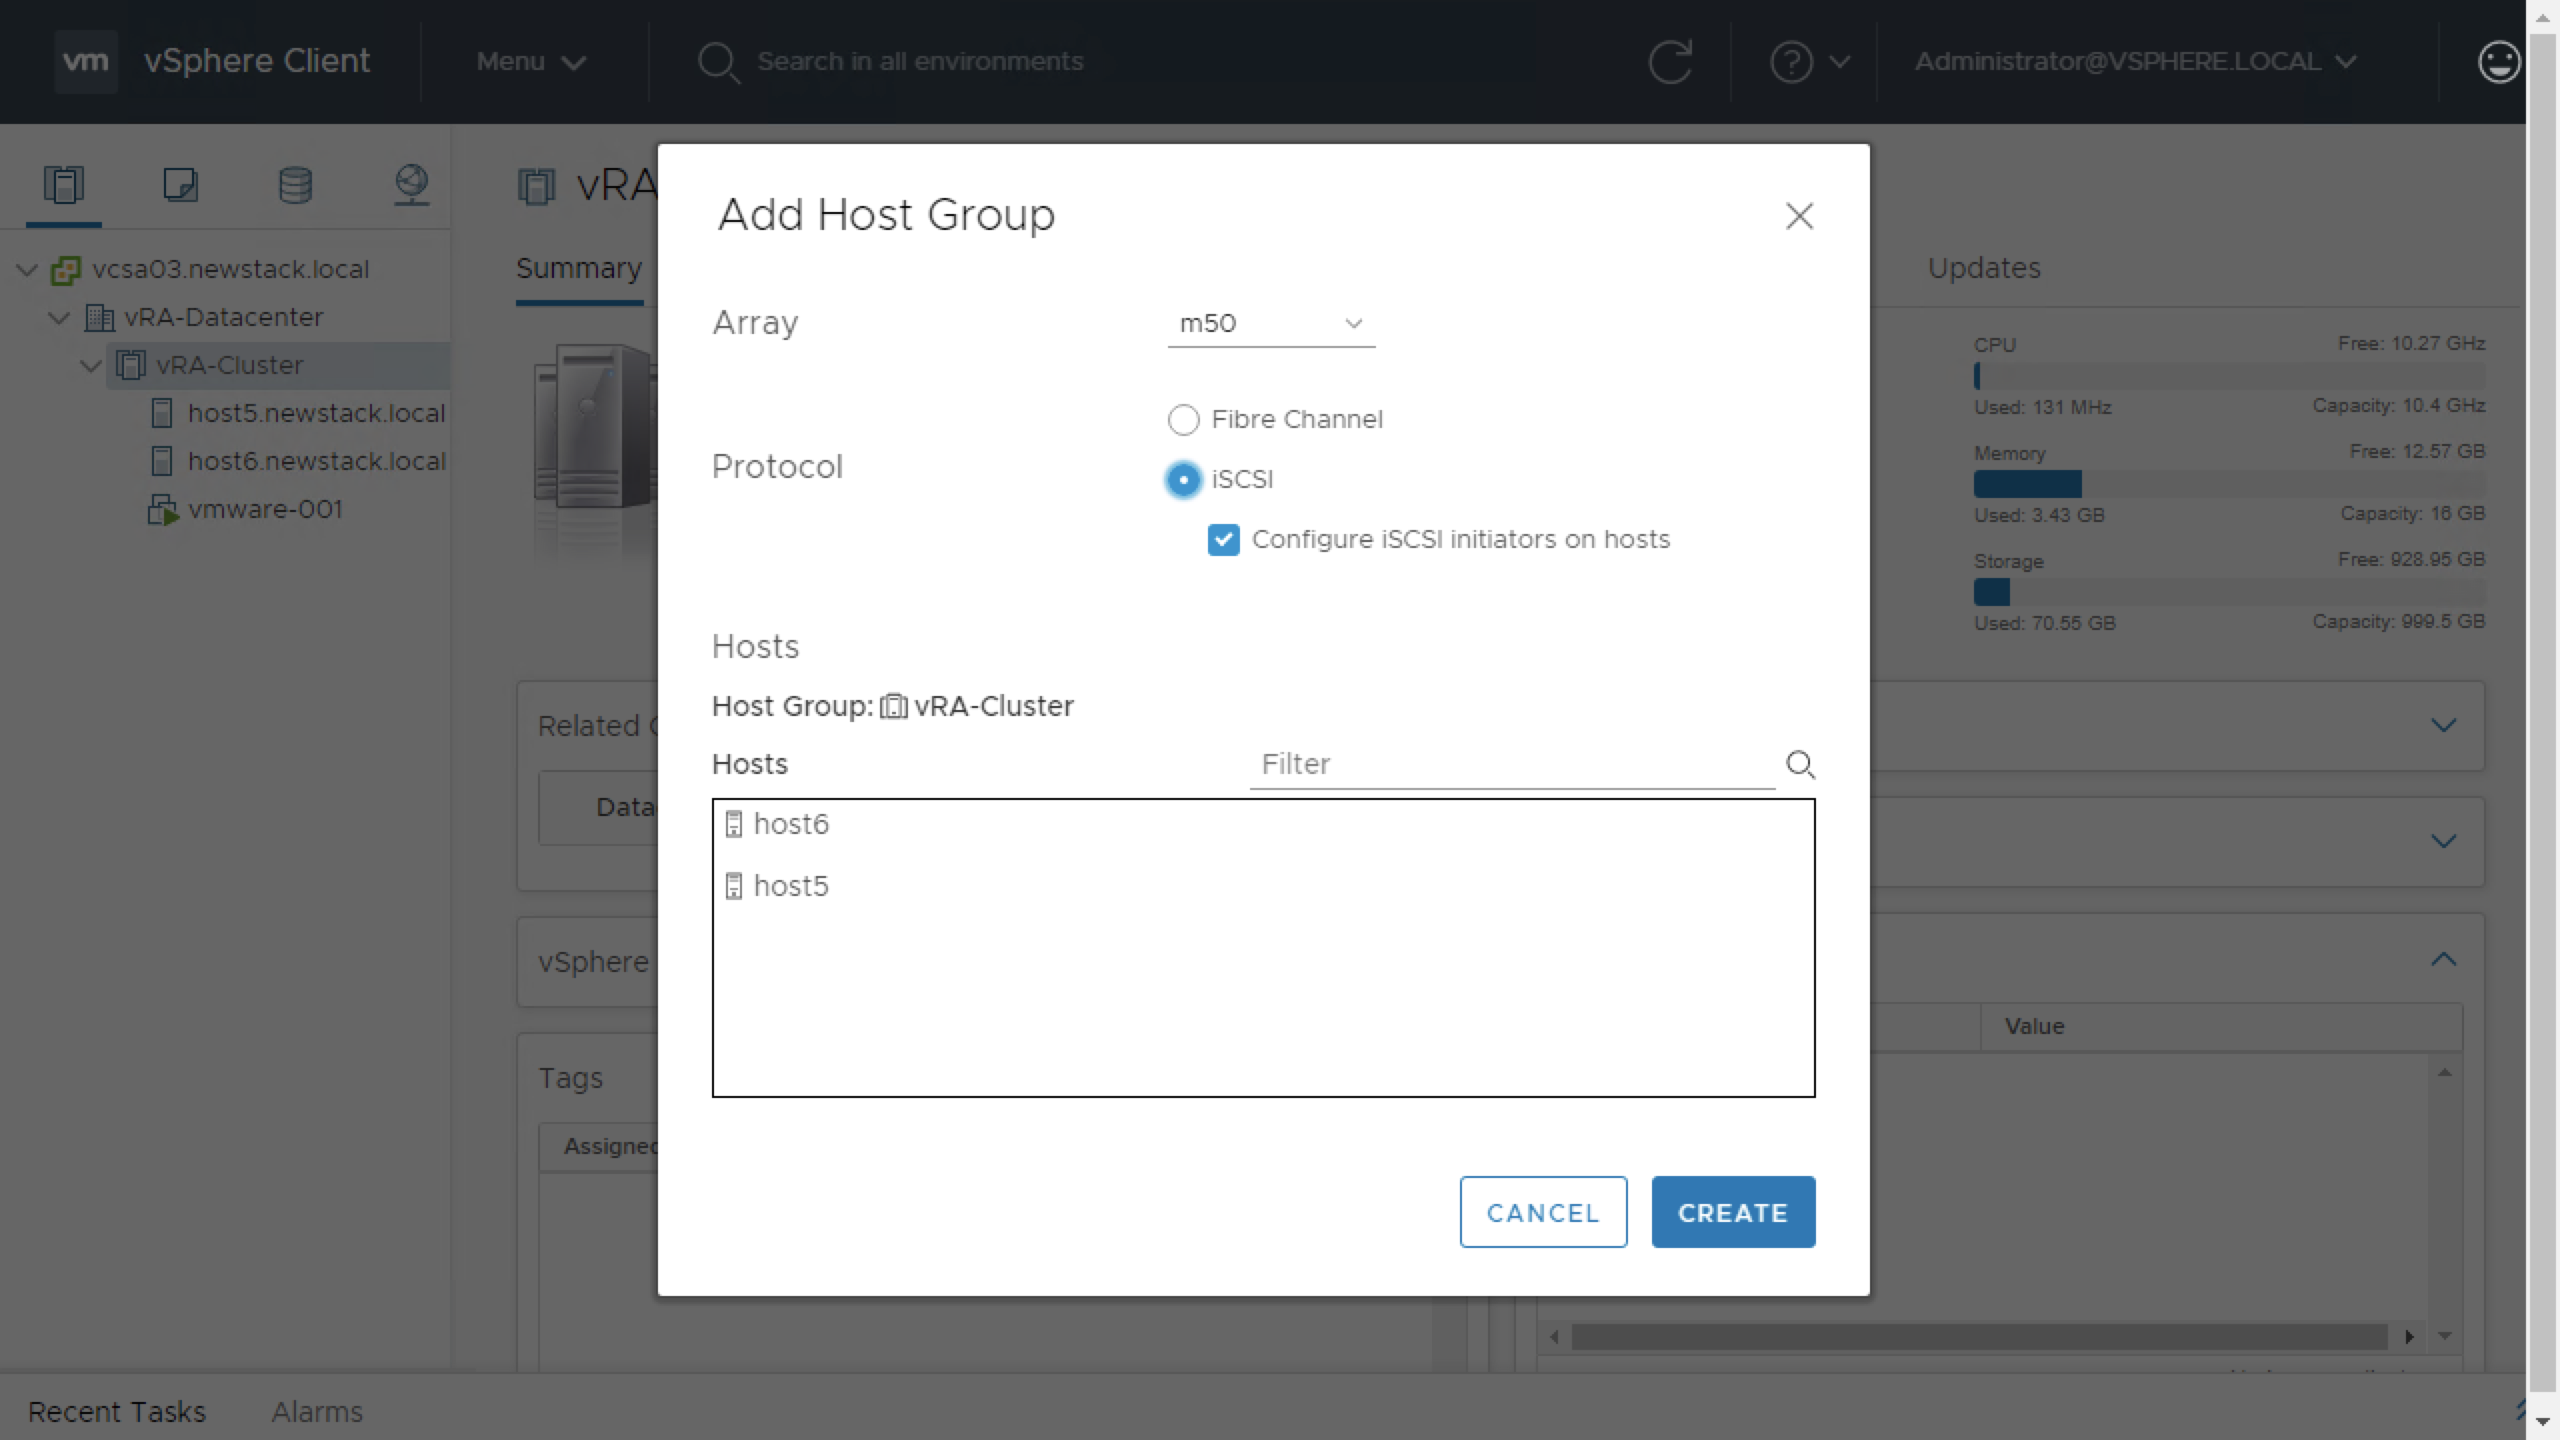 vm vSphere Client Menu Search in all environments Administrator@VSPHERE.LOCAL
vRA
vcsa03.newstack.local
vRA-Datacenter
vRA-Cluster
host5.newstack.local
host6.newstack.local
vmware-001
Summary
Updates
CPU Free: 10.27 GHz
Used: 131 MHz Capacity: 10.4 GHz
Memory Free: 12.57 GB
Used: 3.43 GB Capacity: 16 GB
Storage Free: 928.95 GB
Used: 70.55 GB Capacity: 999.5 GB
Related
Data
vSphere
Tags
Assigned
Value
Add Host Group
Array m50
Protocol
Fibre Channel
iSCSI
Configure iSCSI initiators on hosts
Hosts
Host Group: vRA-Cluster
Hosts Filter
host6
host5
CANCEL CREATE
Recent Tasks Alarms